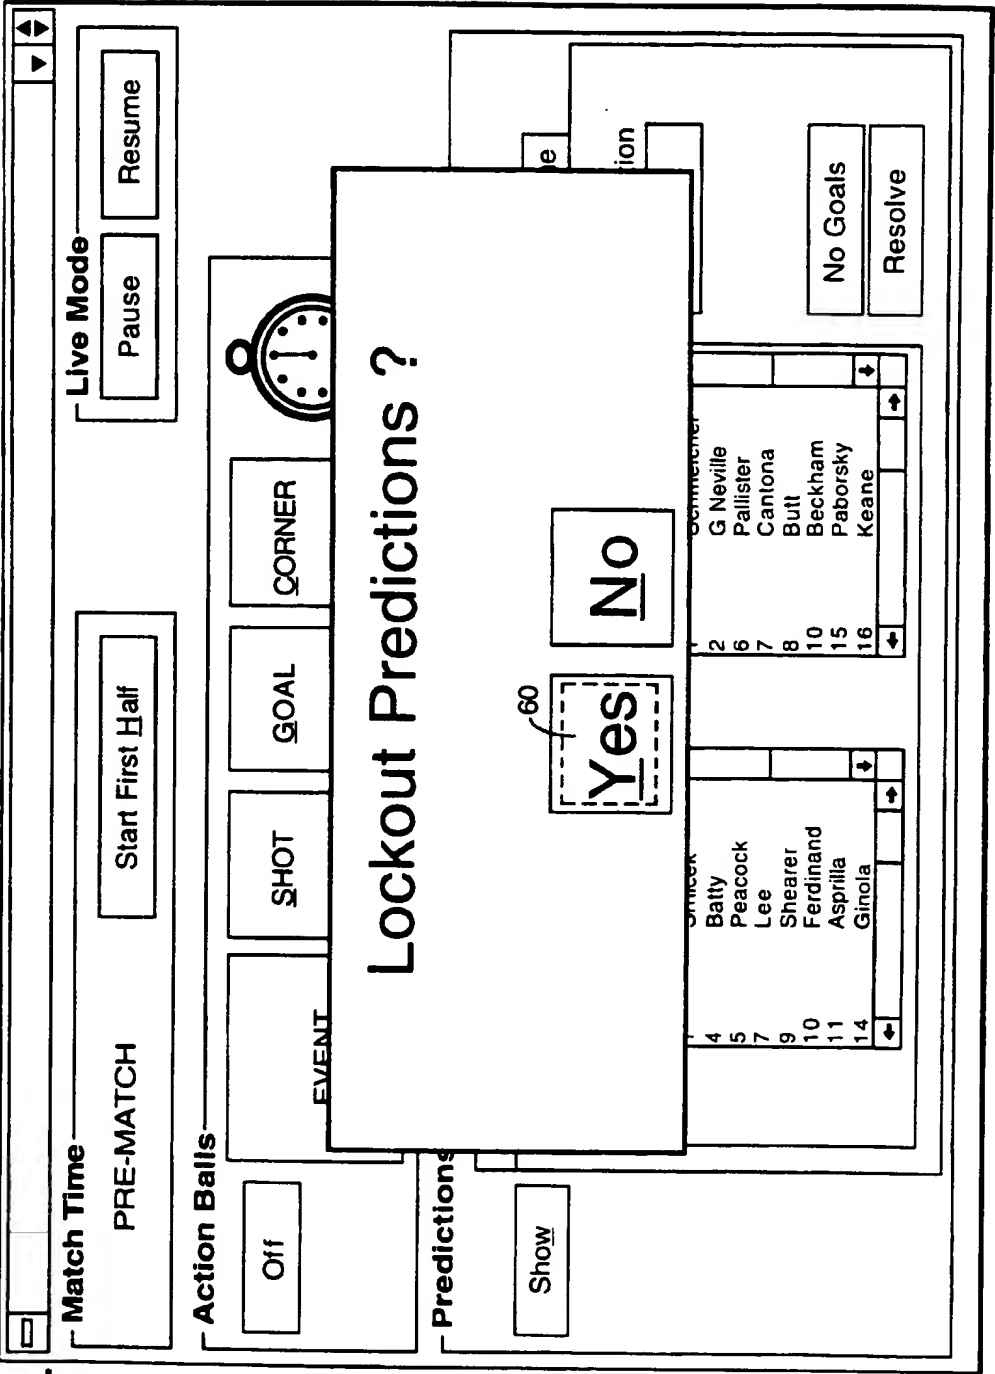 Match Time
PRE-MATCH
Start First Half
Live Mode
Pause
Resume
Action Balls
Off
EVENT
SHOT
GOAL
CORNER
Lockout Predictions ?
60
Yes
No
Predictions
Show
4 Batty
5 Peacock
7 Lee
9 Shearer
10 Ferdinand
11 Asprilla
14 Ginola
2 G Neville
6 Pallister
7 Cantona
8 Butt
10 Beckham
15 Paborsky
16 Keane
No Goals
Resolve